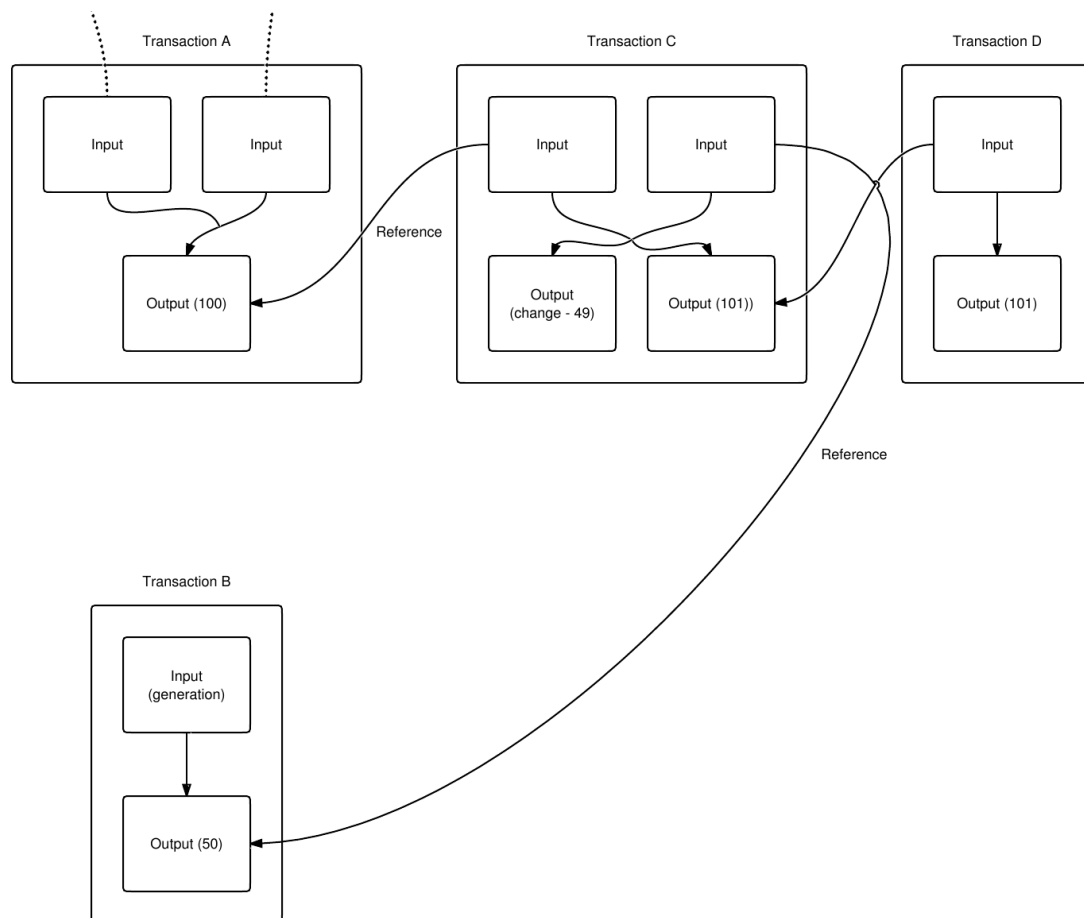 Transaction A
Transaction C
Transaction D
Input
Input
Input
Input
Input
Reference
Output (100)
Output
(change - 49)
Output (101))
Output (101)
Reference
Transaction B
Input
(generation)
Output (50)